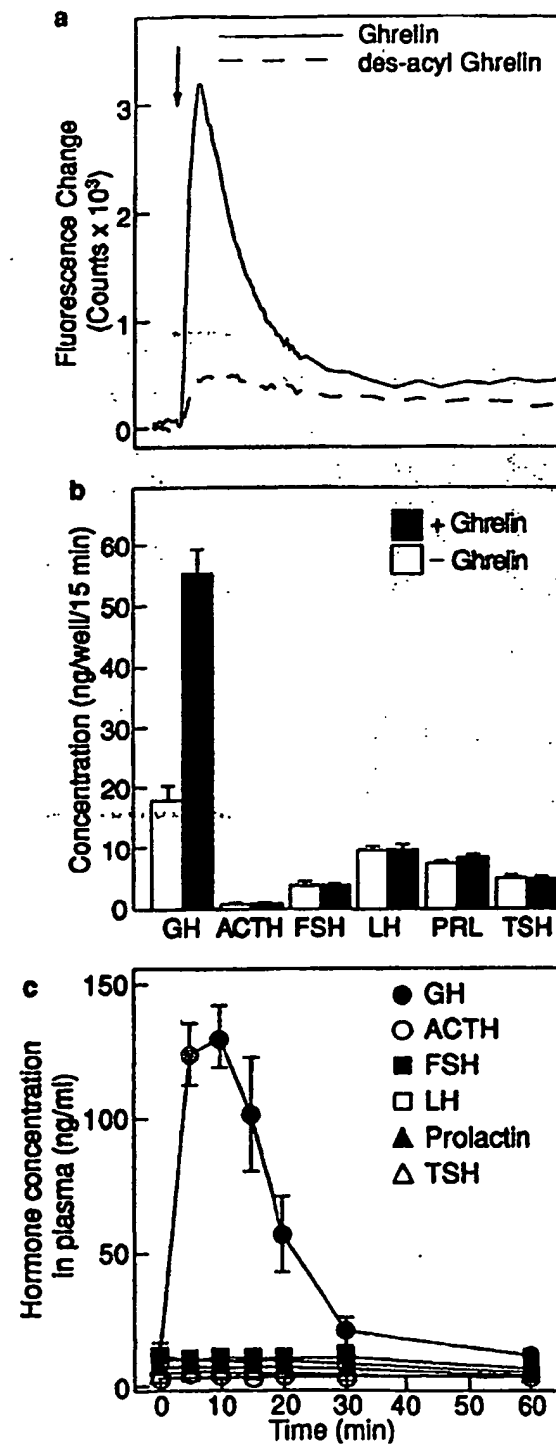 a
Ghrelin
des-acyl Ghrelin
Fluorescence Change
(Counts x 10³)
3
2
1
0
b
+ Ghrelin
− Ghrelin
Concentration (ng/well/15 min)
60
50
40
30
20
10
0
GH ACTH FSH LH PRL TSH
c
GH
ACTH
FSH
LH
Prolactin
TSH
Hormone concentration
in plasma (ng/ml)
150
100
50
0
0 10 20 30 40 50 60
Time (min)